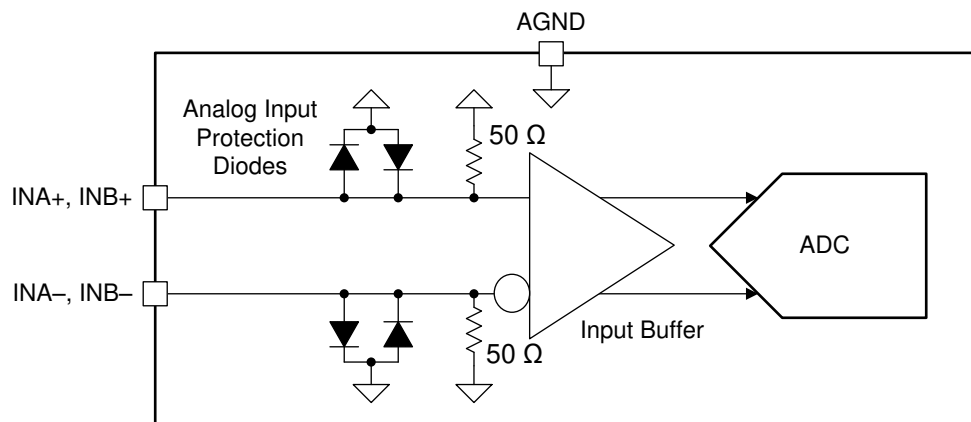 AGND
Analog Input
Protection
Diodes
50 Ω
INA+, INB+
ADC
INA–, INB–
Input Buffer
50 Ω